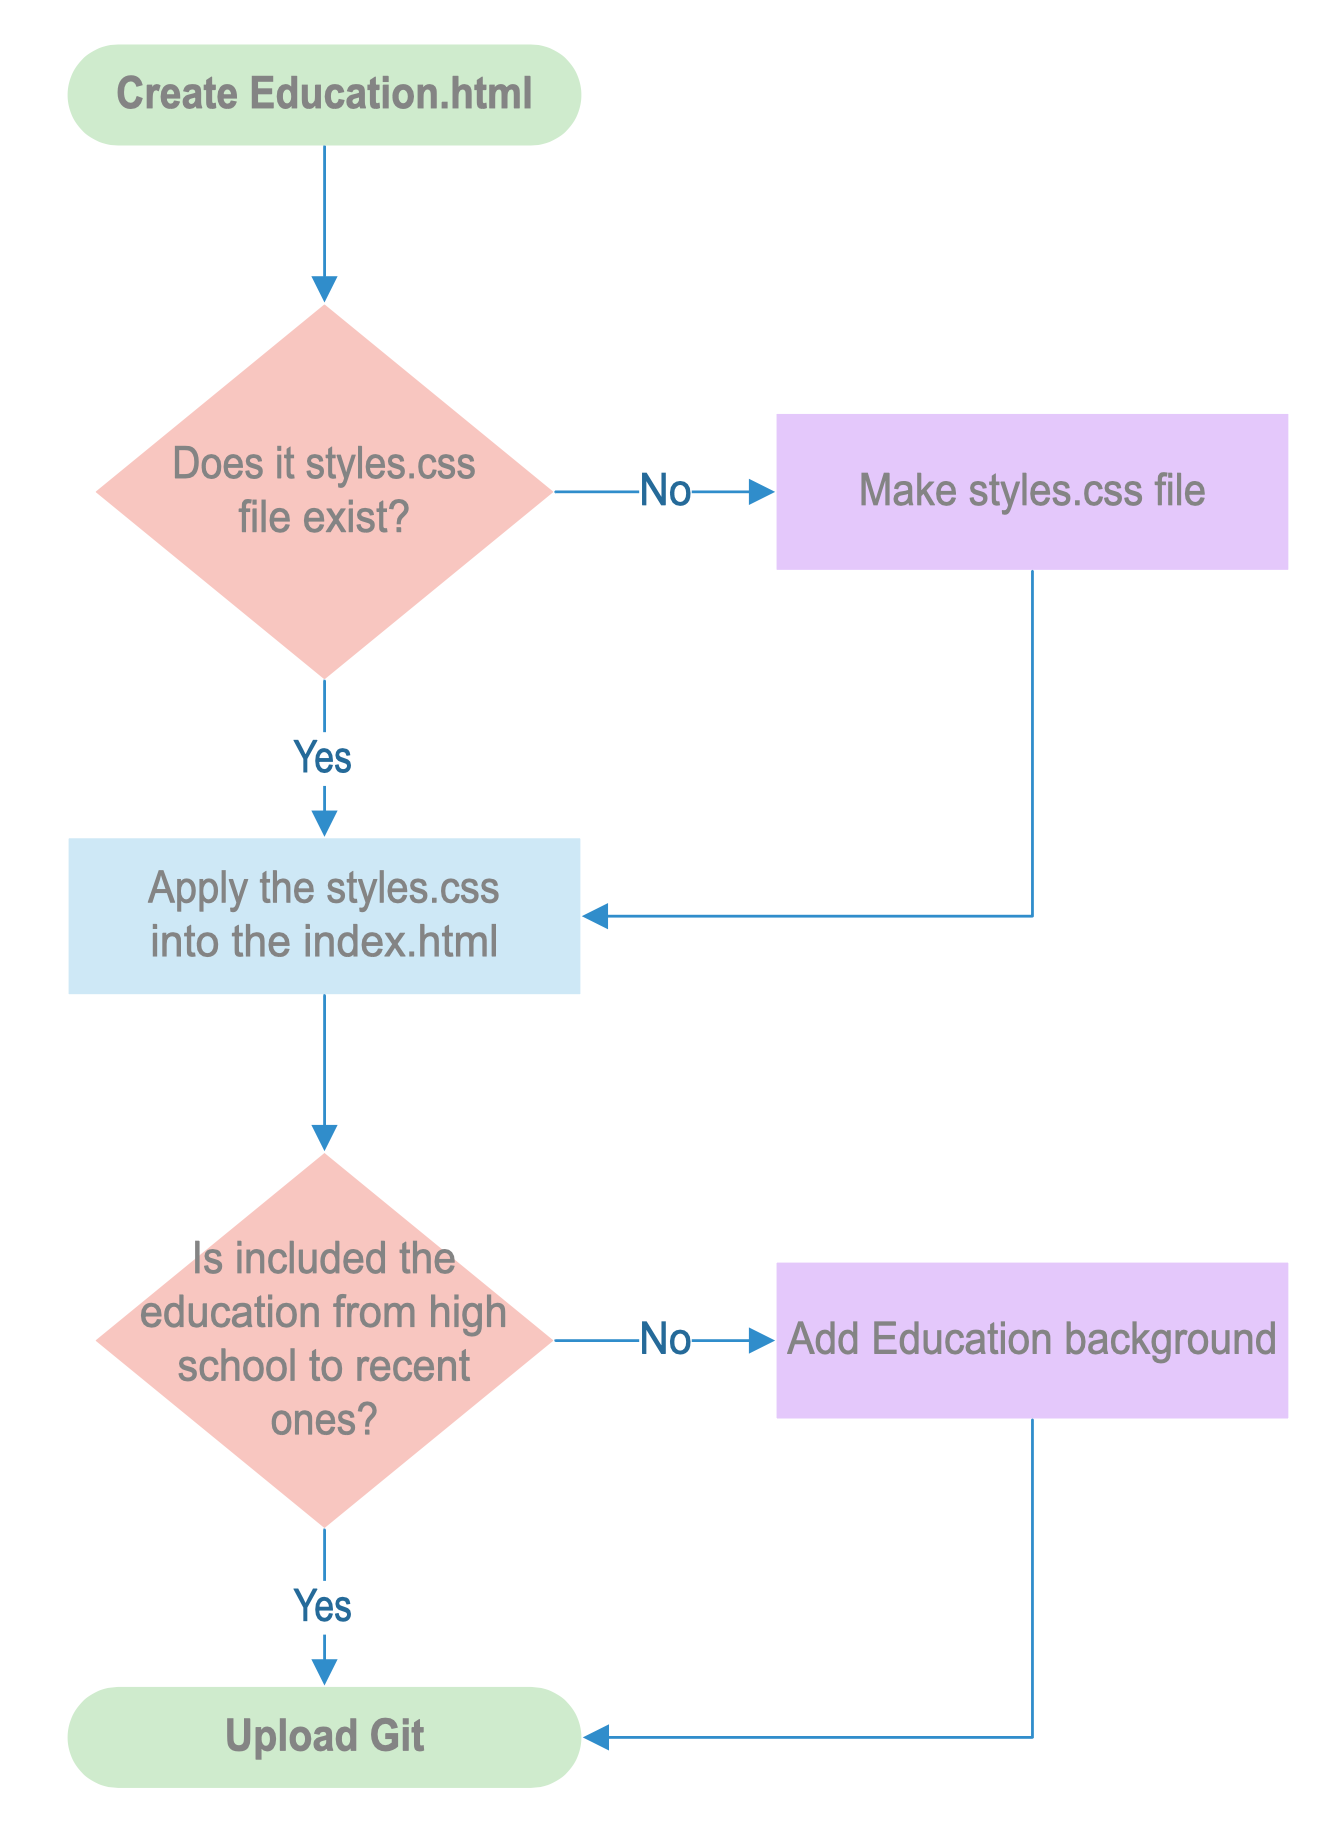 Create Education.html
Does it styles.css
file exist?
No
Make styles.css file
Yes
Apply the styles.css
into the index.html
Is included the
education from high
school to recent
ones?
No
Add Education background
Yes
Upload Git